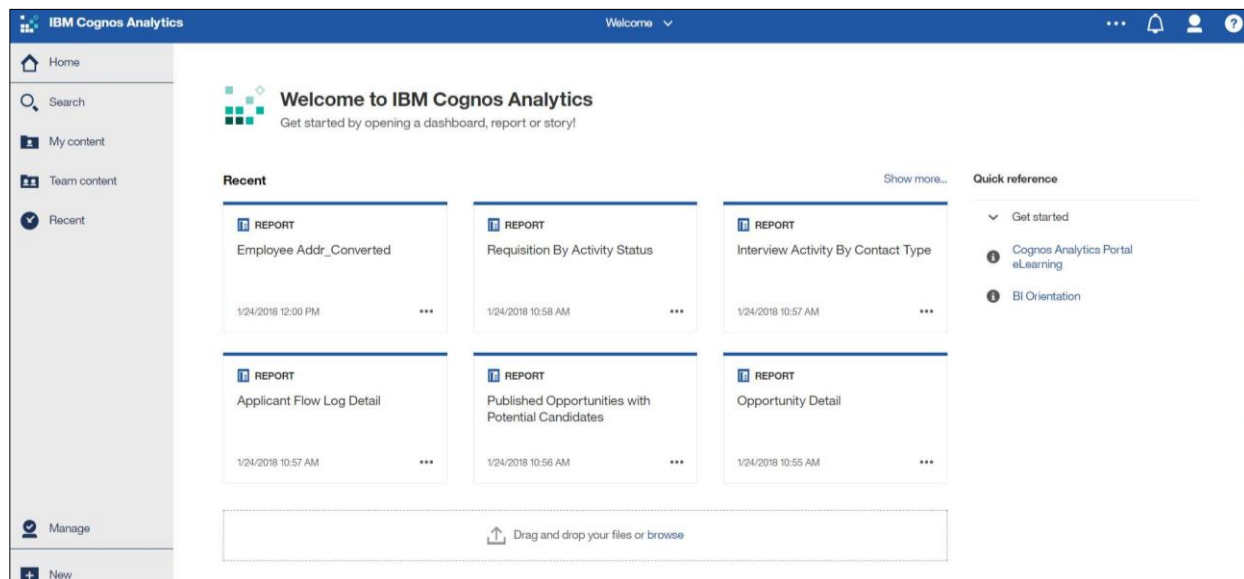 IBM Cognos Analytics
Welcome
?
Home
Search
My content
Team content
Recent
Manage
New
Welcome to IBM Cognos Analytics
Get started by opening a dashboard, report or story!
Recent
Show more...
REPORT
Employee Addr_Converted
1/24/2018 12:00 PM
REPORT
Requisition By Activity Status
1/24/2018 10:58 AM
REPORT
Interview Activity By Contact Type
1/24/2018 10:57 AM
REPORT
Applicant Flow Log Detail
1/24/2018 10:57 AM
REPORT
Published Opportunities with
Potential Candidates
1/24/2018 10:56 AM
REPORT
Opportunity Detail
1/24/2018 10:55 AM
Drag and drop your files or browse
Quick reference
Get started
Cognos Analytics Portal
eLearning
BI Orientation